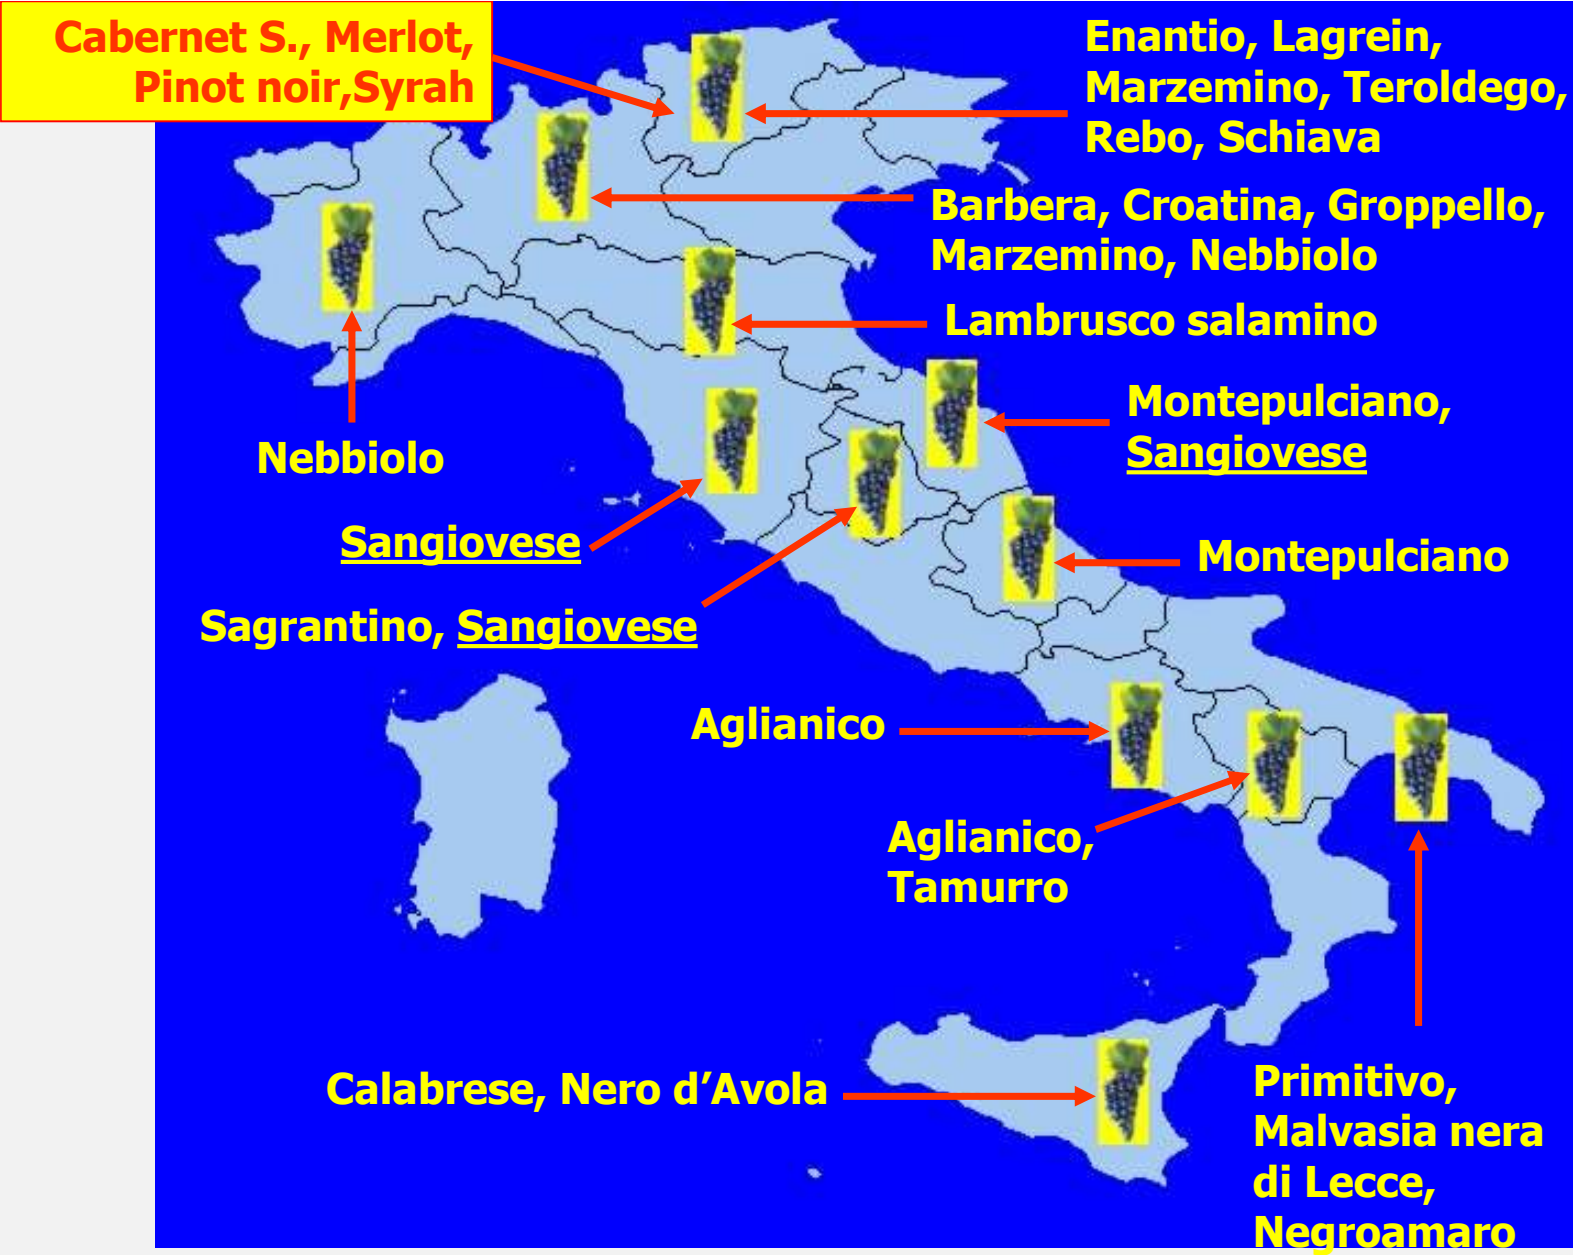 Cabernet S., Merlot,
Pinot noir,Syrah
Enantio, Lagrein,
Marzemino, Teroldego,
Rebo, Schiava
Barbera, Croatina, Groppello,
Marzemino, Nebbiolo
Lambrusco salamino
Montepulciano,
Sangiovese
Nebbiolo
Sangiovese
Montepulciano
Sagrantino, Sangiovese
Aglianico
Aglianico,
Tamurro
Calabrese, Nero d’Avola
Primitivo,
Malvasia nera
di Lecce,
Negroamaro